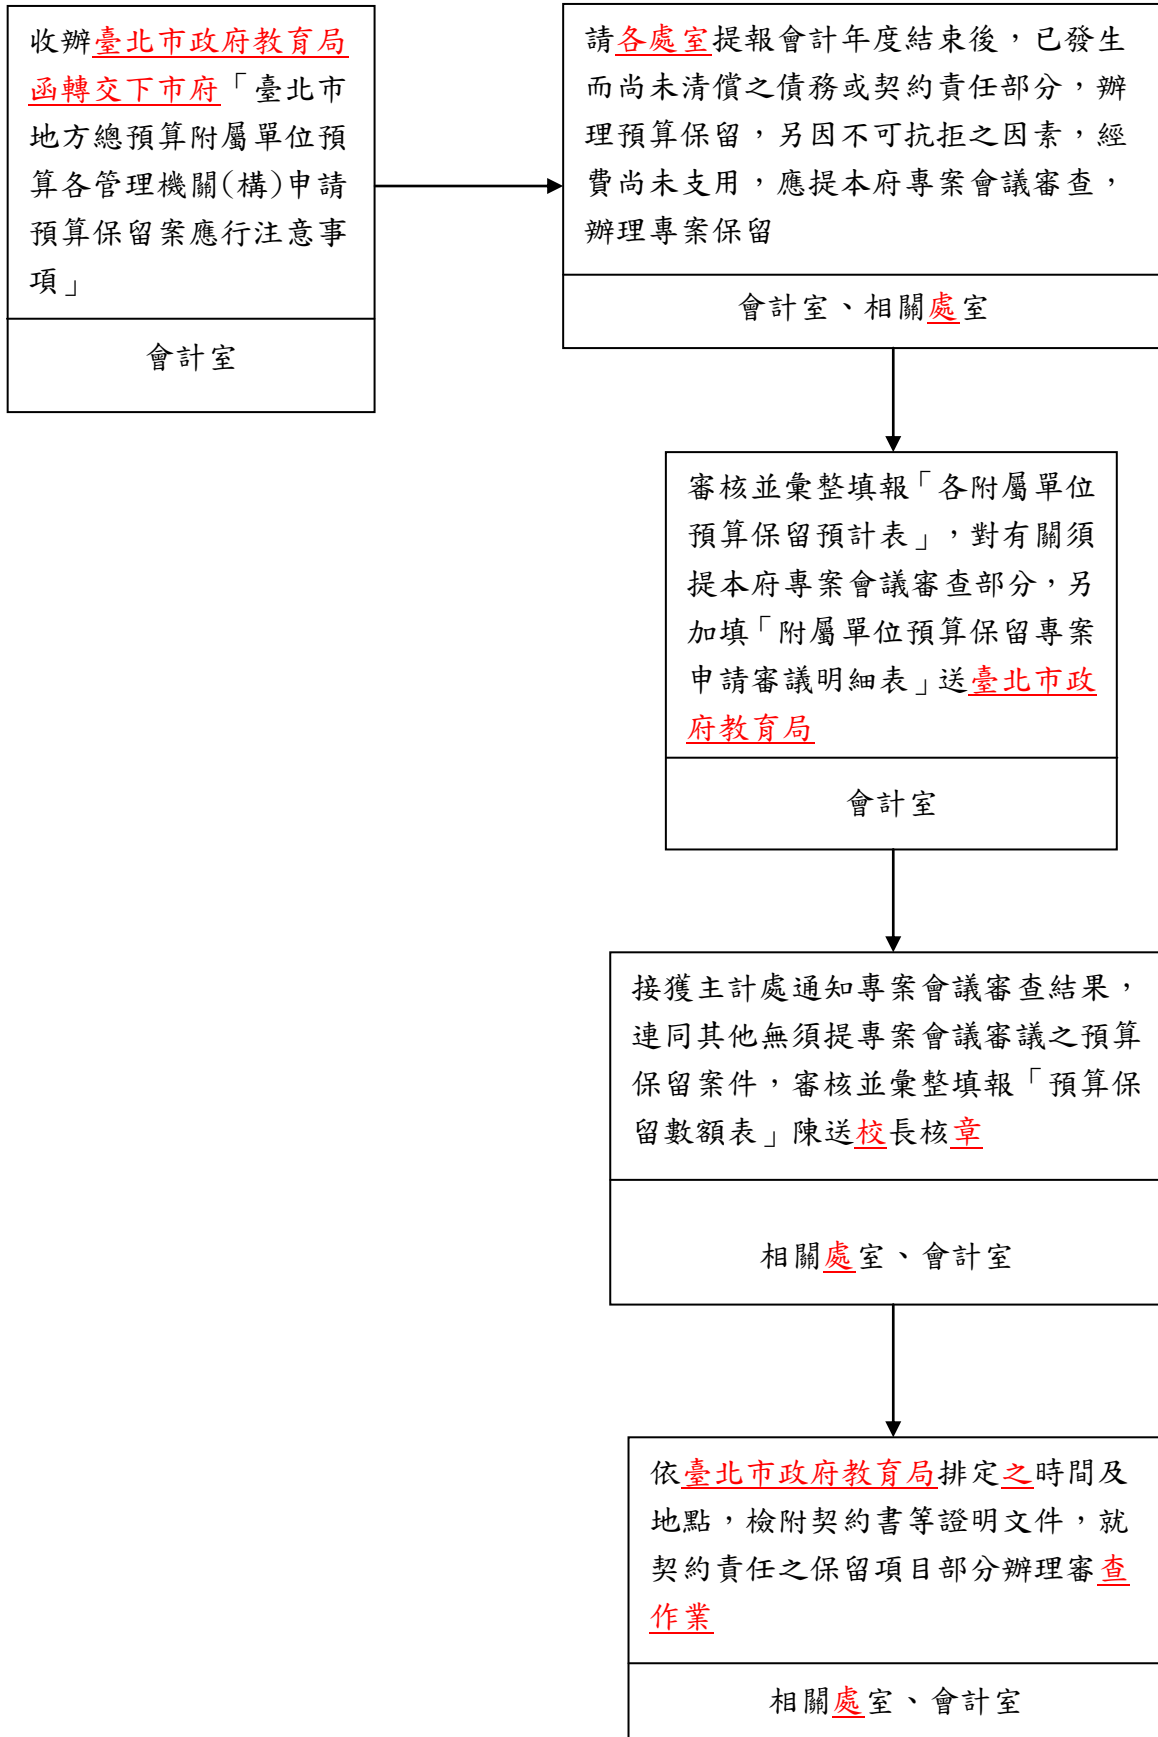 收辦臺北市政府教育局
函轉交下市府「臺北市
地方總預算附屬單位預
算各管理機關(構)申請
預算保留案應行注意事
項」
會計室
請各處室提報會計年度結束後，已發生
而尚未清償之債務或契約責任部分，辦
理預算保留，另因不可抗拒之因素，經
費尚未支用，應提本府專案會議審查，
辦理專案保留
會計室、相關處室
審核並彙整填報「各附屬單位
預算保留預計表」，對有關須
提本府專案會議審查部分，另
加填「附屬單位預算保留專案
申請審議明細表」送臺北市政
府教育局
會計室
接獲主計處通知專案會議審查結果，
連同其他無須提專案會議審議之預算
保留案件，審核並彙整填報「預算保
留數額表」陳送校長核章
相關處室、會計室
依臺北市政府教育局排定之時間及
地點，檢附契約書等證明文件，就
契約責任之保留項目部分辦理審查
作業
相關處室、會計室